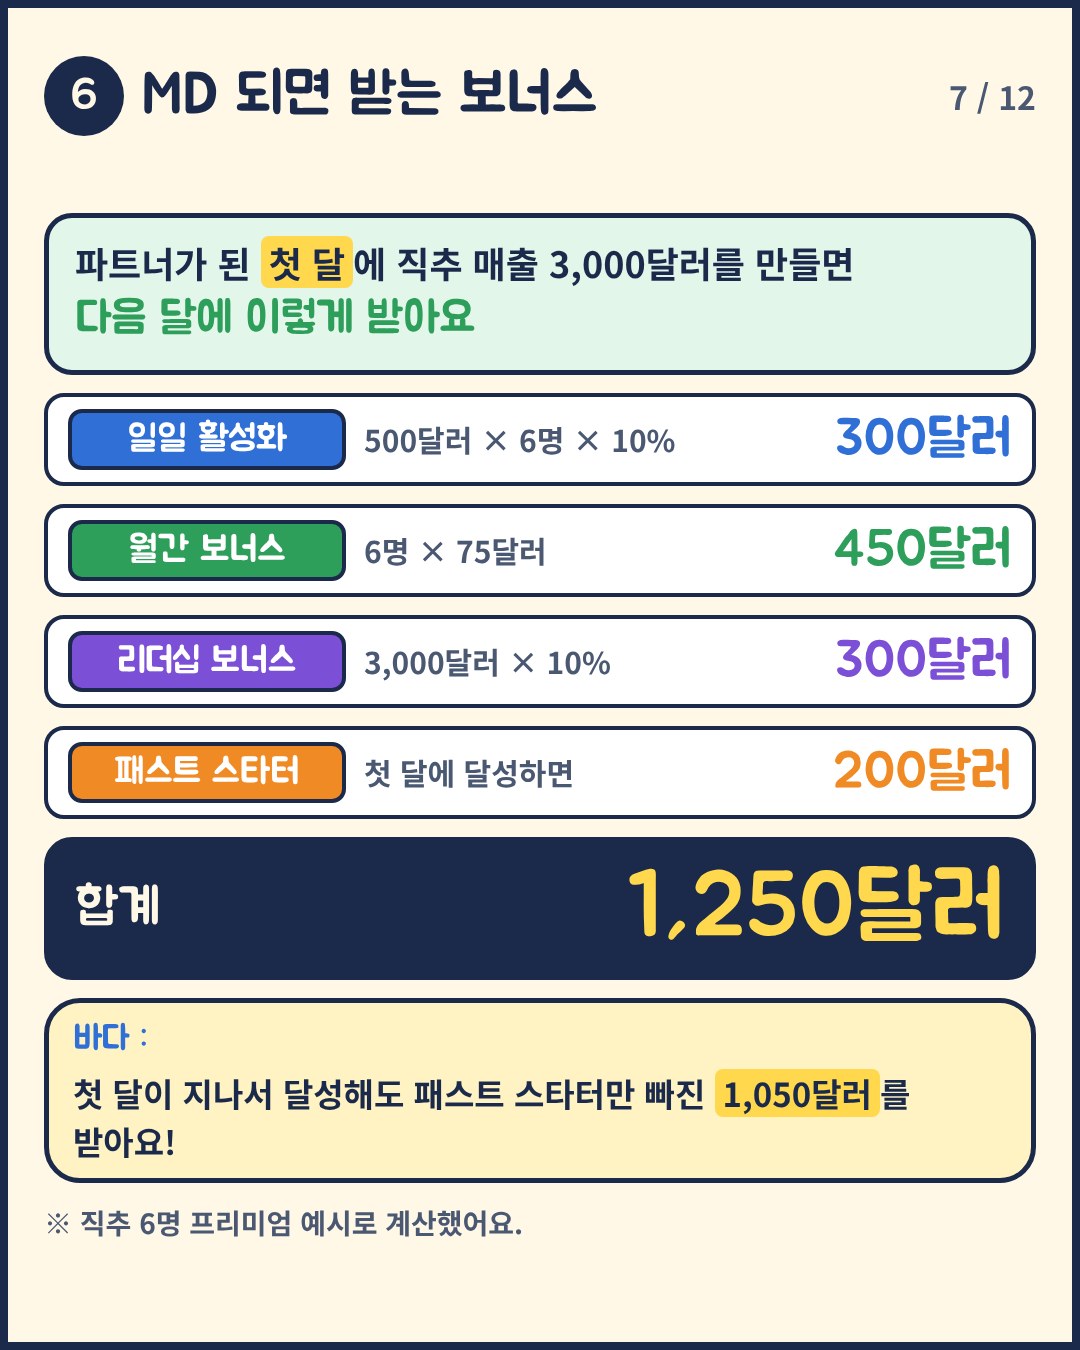 6 MD 되면 받는 보너스
7 / 12
파트너가 된 첫 달에 직추 매출 3,000달러를 만들면
다음 달에 이렇게 받아요
일일 활성화 500달러 × 6명 × 10% 300달러
월간 보너스 6명 × 75달러 450달러
리더십 보너스 3,000달러 × 10% 300달러
패스트 스타터 첫 달에 달성하면 200달러
합계 1,250달러
바다 :
첫 달이 지나서 달성해도 패스트 스타터만 빠진 1,050달러를
받아요!
※ 직추 6명 프리미엄 예시로 계산했어요.